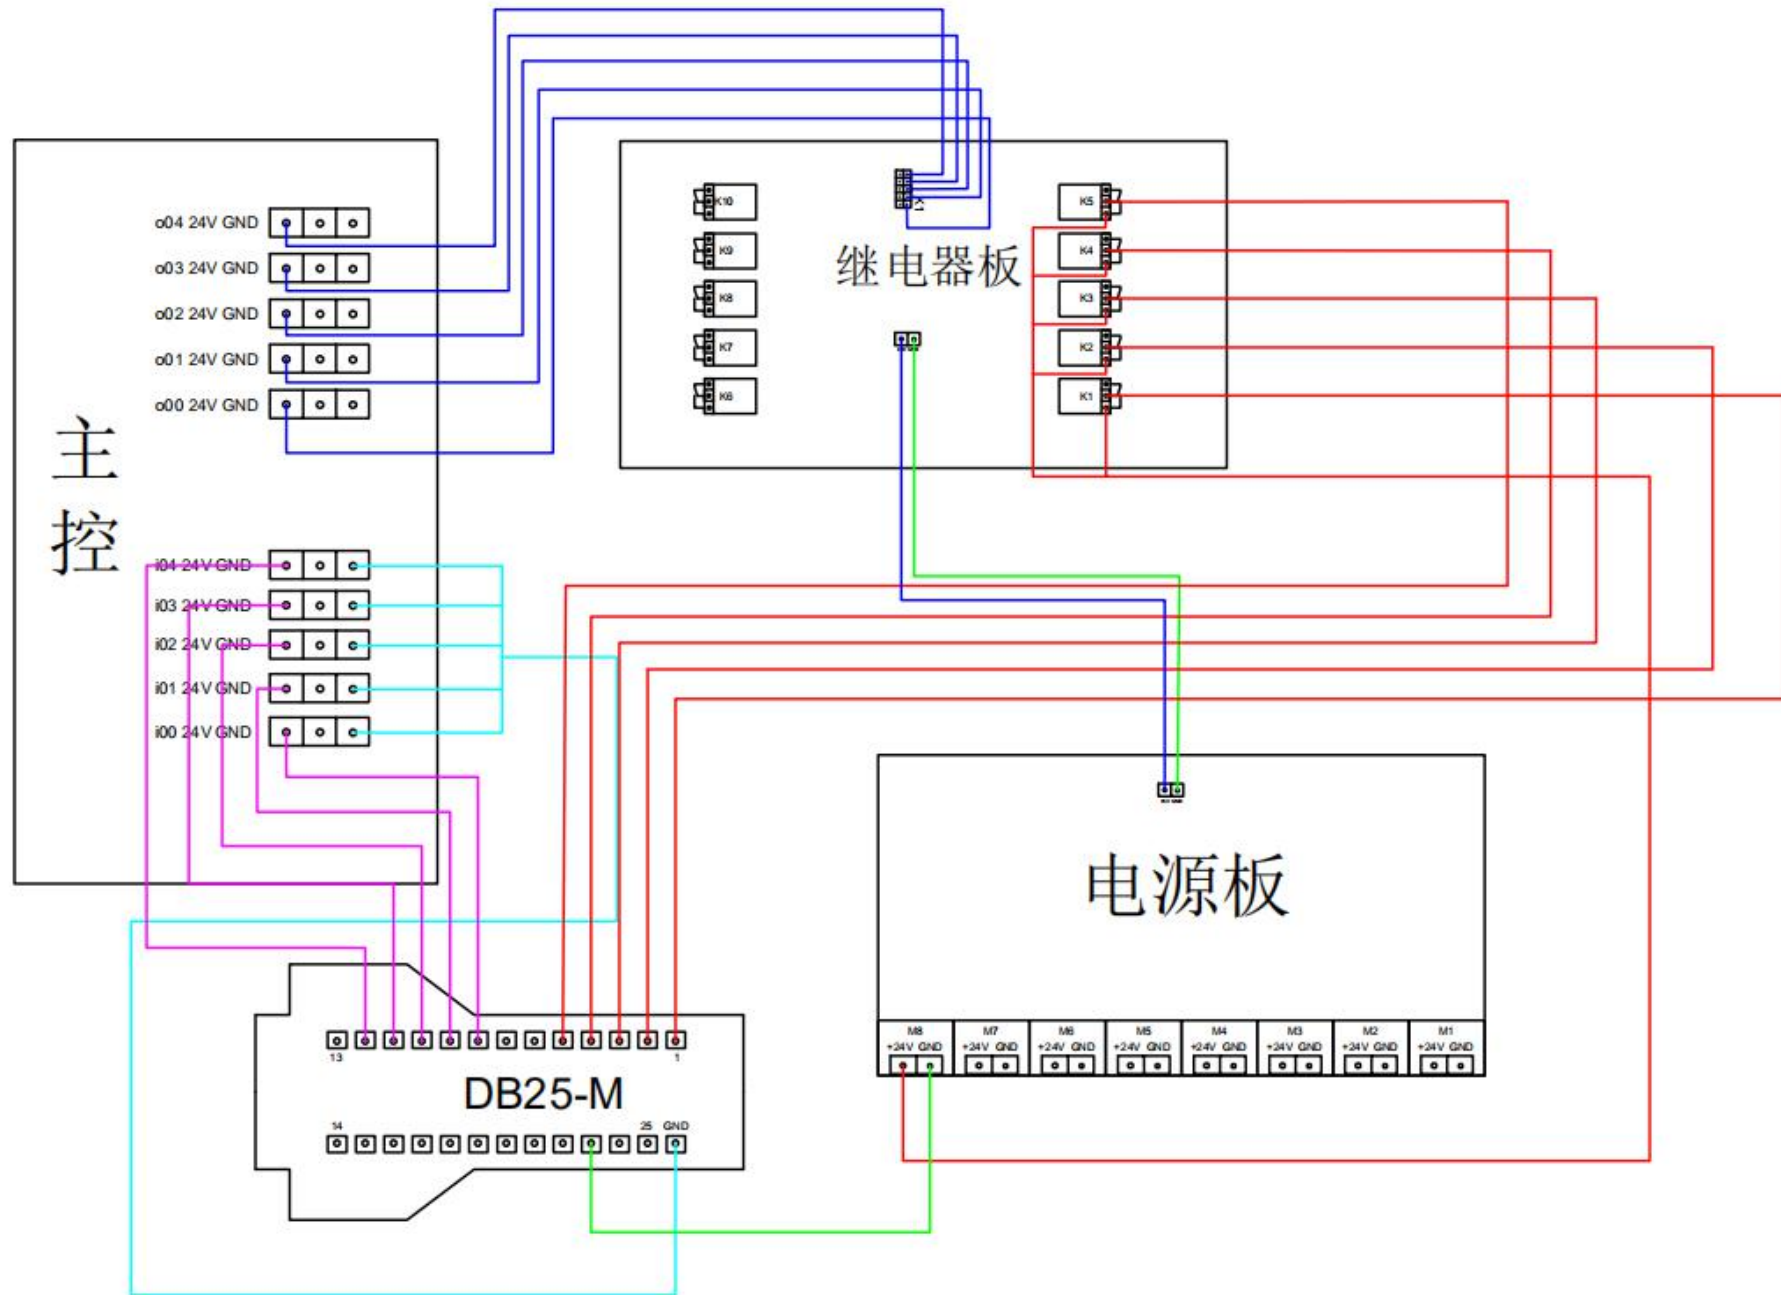 o04 24V GND
o03 24V GND
o02 24V GND
o01 24V GND
o00 24V GND
主控
i04 24V GND
i03 24V GND
i02 24V GND
i01 24V GND
i00 24V GND
K10
K9
K8
K7
K6
继电器板
K5
K4
K3
K2
K1
电源板
M8 M7 M6 M5 M4 M3 M2 M1
+24V GND +24V GND +24V GND +24V GND +24V GND +24V GND +24V GND +24V GND
13 1
DB25-M
14 25 GND